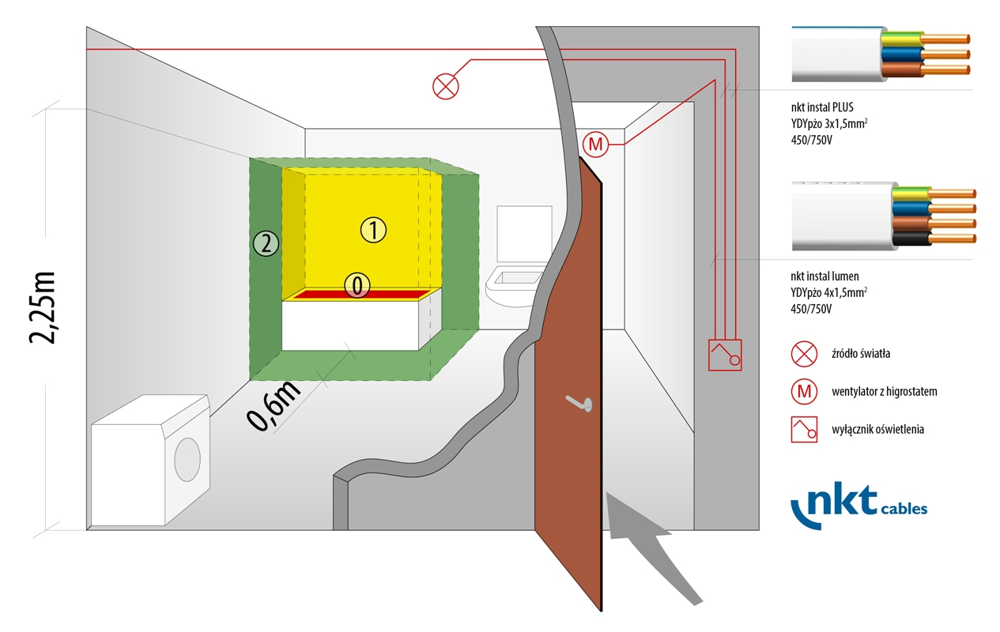 nkt instal PLUS
YDYpżo 3x1,5mm²
450/750V
M
2
1
0
2,25m
0,6m
nkt instal lumen
YDYpżo 4x1,5mm²
450/750V
źródło światła
M
wentylator z higrostatem
wyłącznik oświetlenia
nkt cables